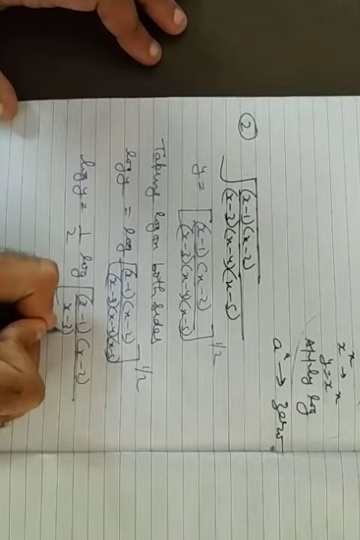 x^x → x^n
y = x
Apply log
a^x → zero.
② √((x-1)(x-2)/(x-3)(x-4)(x-5))
y = [(x-1)(x-2)/(x-3)(x-4)(x-5)]^1/2
Taking log on both sides
log y = log [(x-1)(x-2)/(x-3)(x-4)(x-5)]^1/2
log y = 1/2 log [(x-1)(x-2)/x-3)